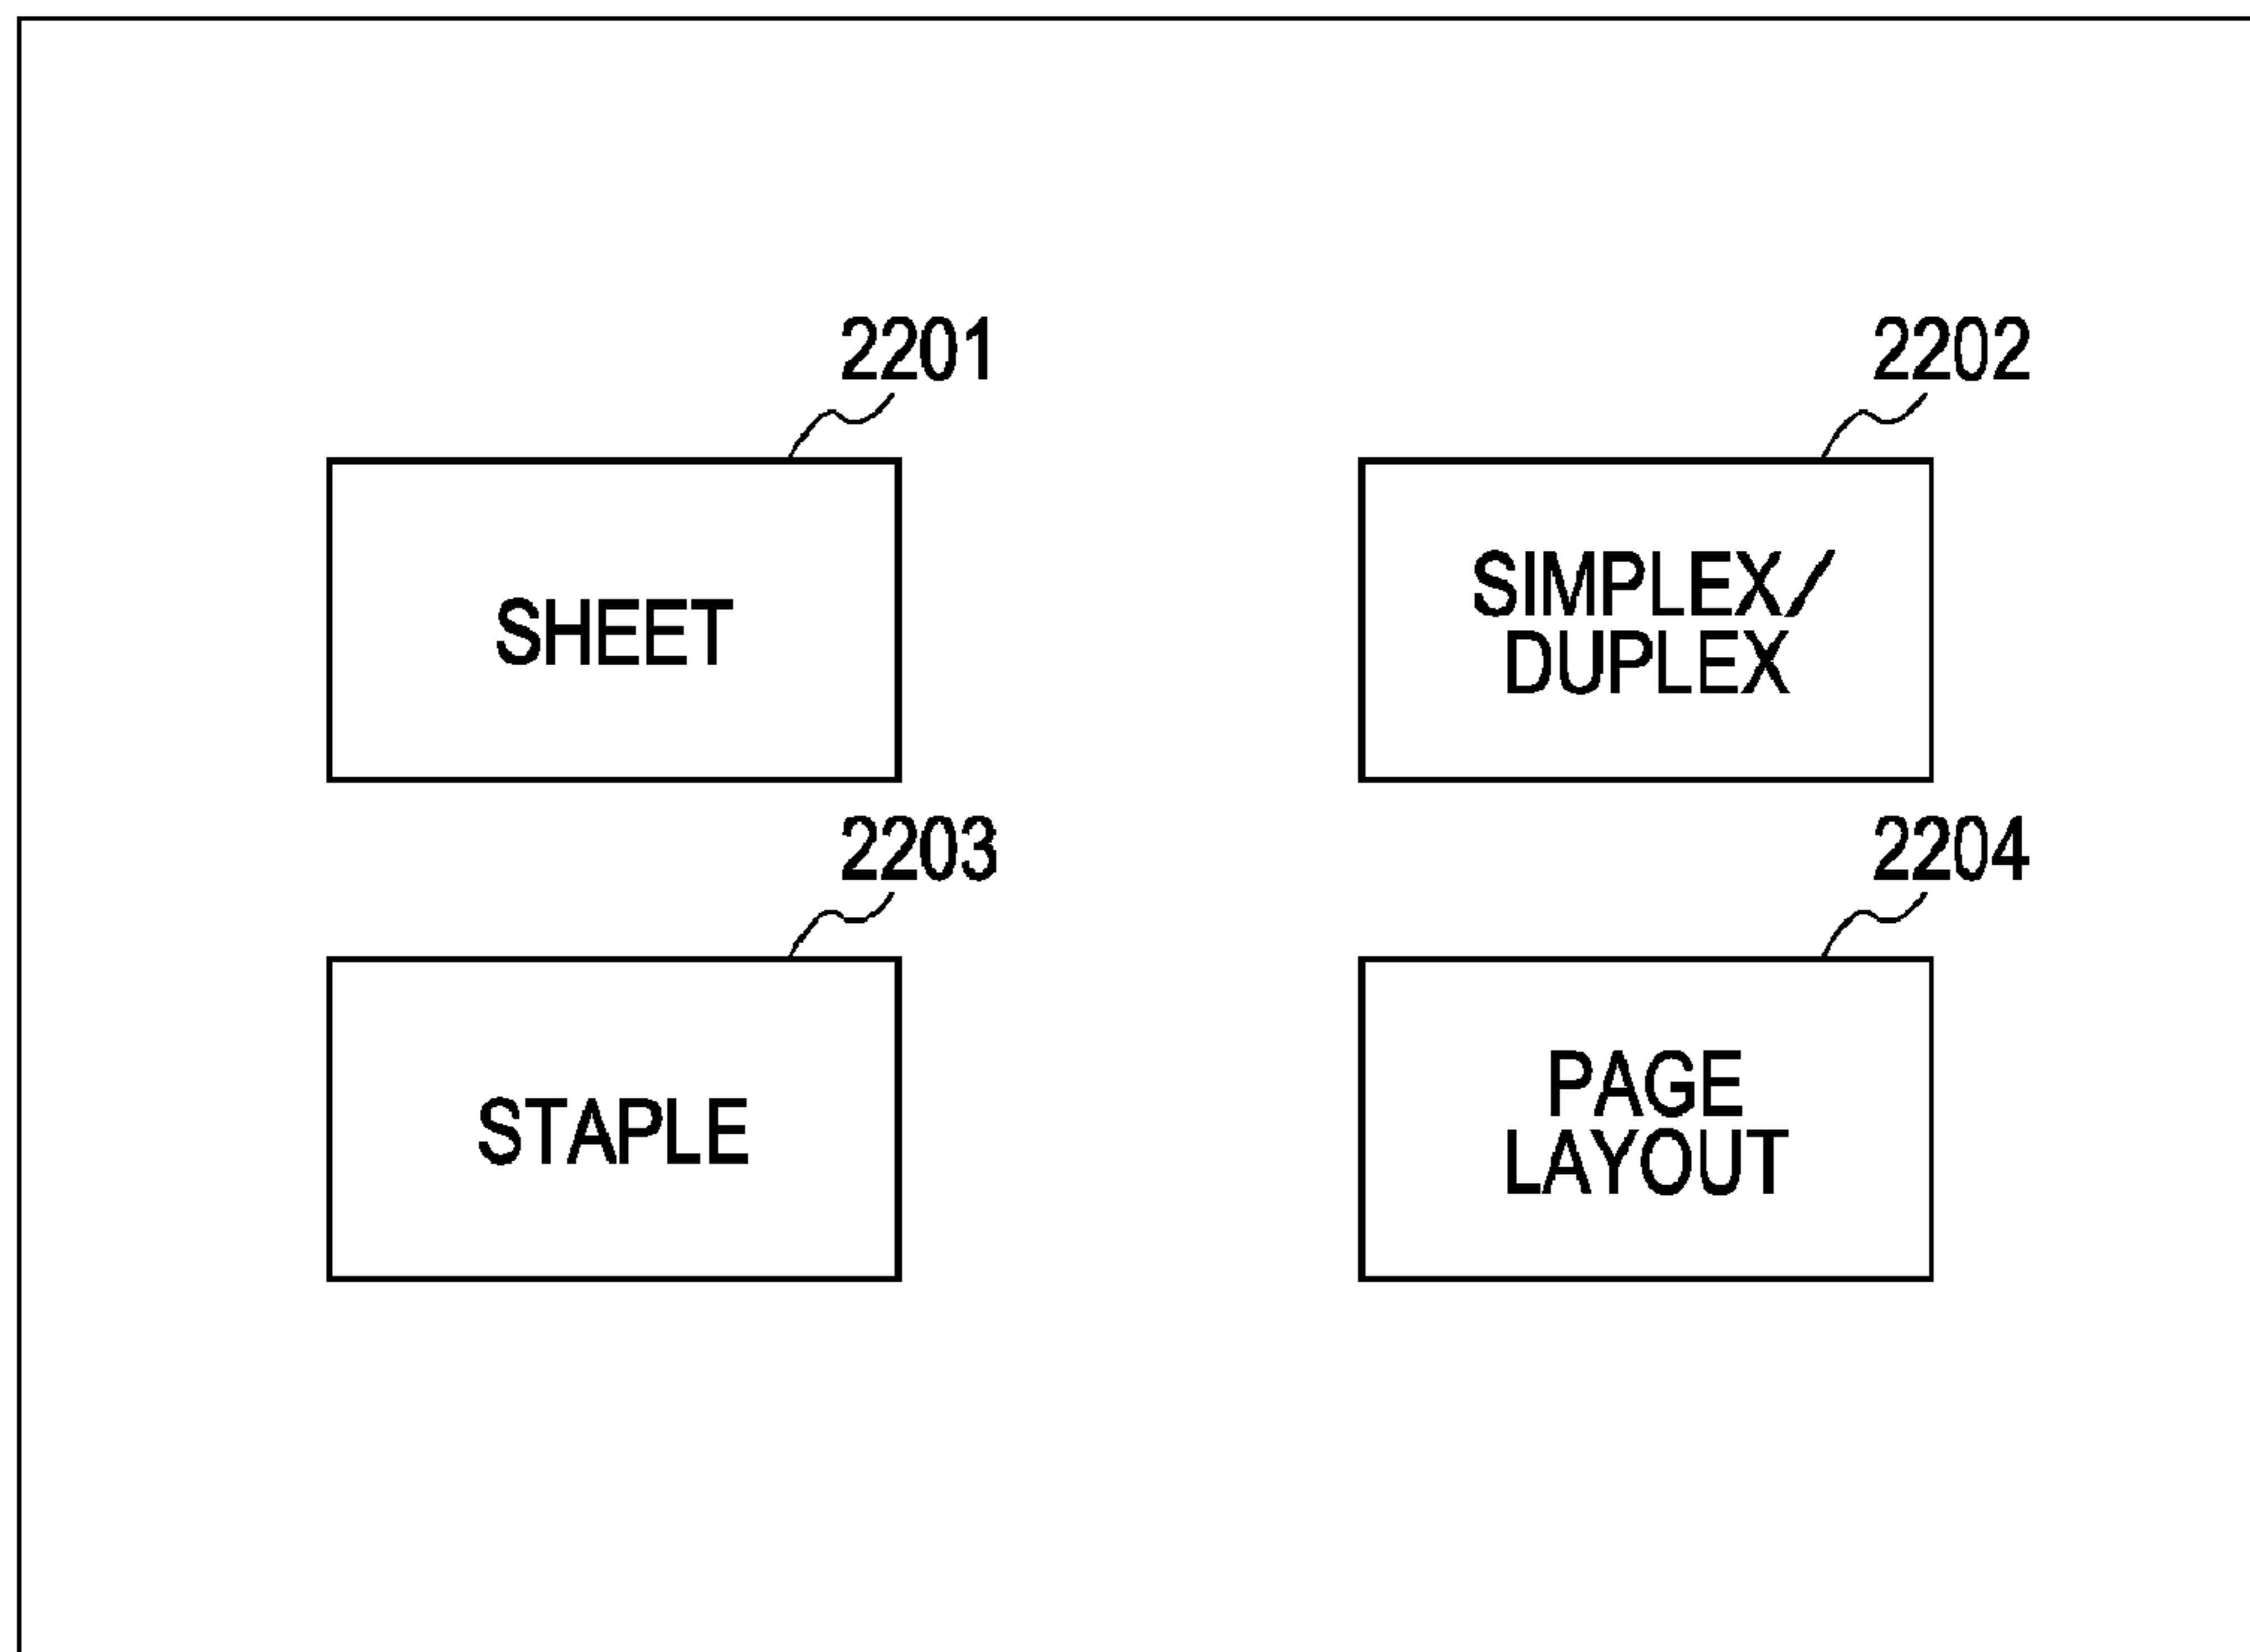 2201
2202
SHEET
SIMPLEX/
DUPLEX
2203
2204
STAPLE
PAGE
LAYOUT